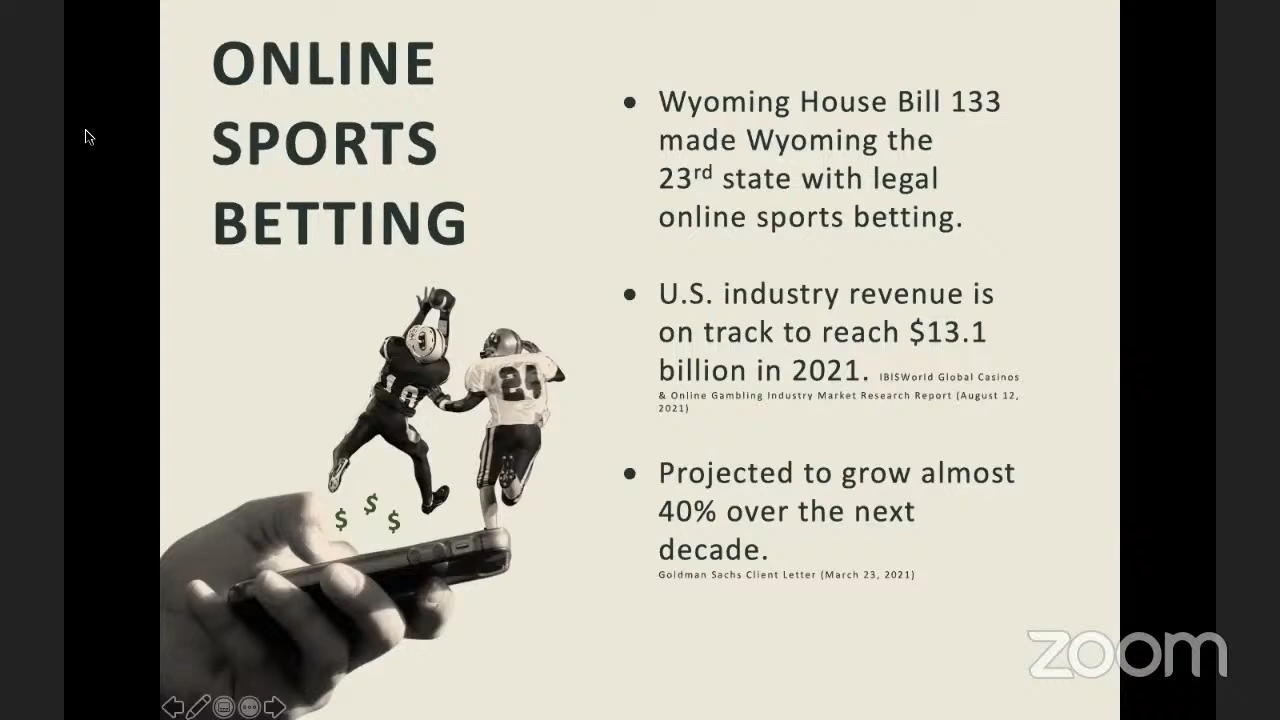 ONLINE
SPORTS
BETTING
• Wyoming House Bill 133
made Wyoming the
23rd state with legal
online sports betting.
• U.S. industry revenue is
on track to reach $13.1
billion in 2021. IBISWorld Global Casinos
& Online Gambling Industry Market Research Report (August 12,
2021)
• Projected to grow almost
40% over the next
decade.
Goldman Sachs Client Letter (March 23, 2021)
$ $ $
zoom